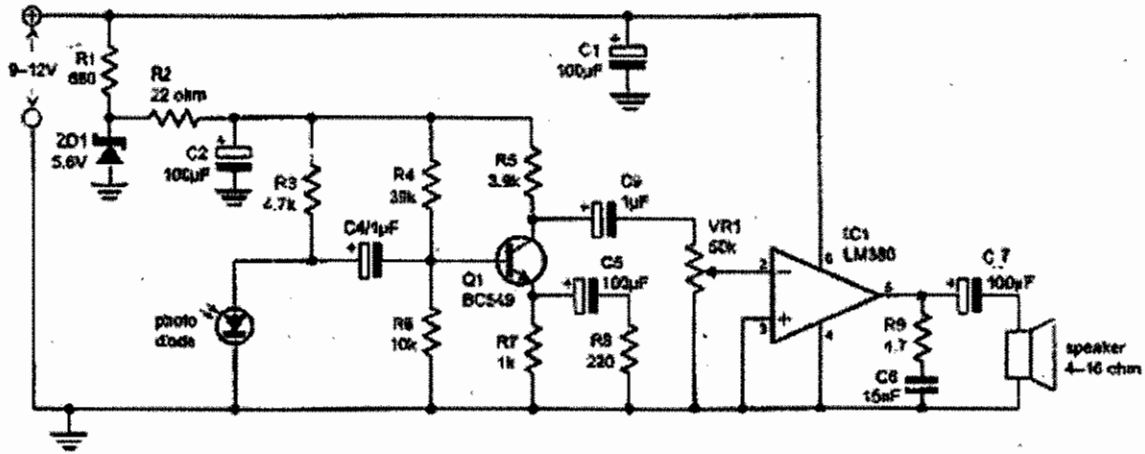 9–12V
R1
680
R2
22 ohm
ZD1
5.6V
C2
100µF
R3
4.7k
C4/1µF
R4
39k
R5
3.9k
C1
100µF
C9
1µF
VR1
50k
IC1
LM380
Q1
BC549
C5
100µF
photo
diode
R6
10k
R7
1k
R8
220
2
3
6
4
5
C7
100µF
R9
4.7
C6
15nF
speaker
4–16 ohm